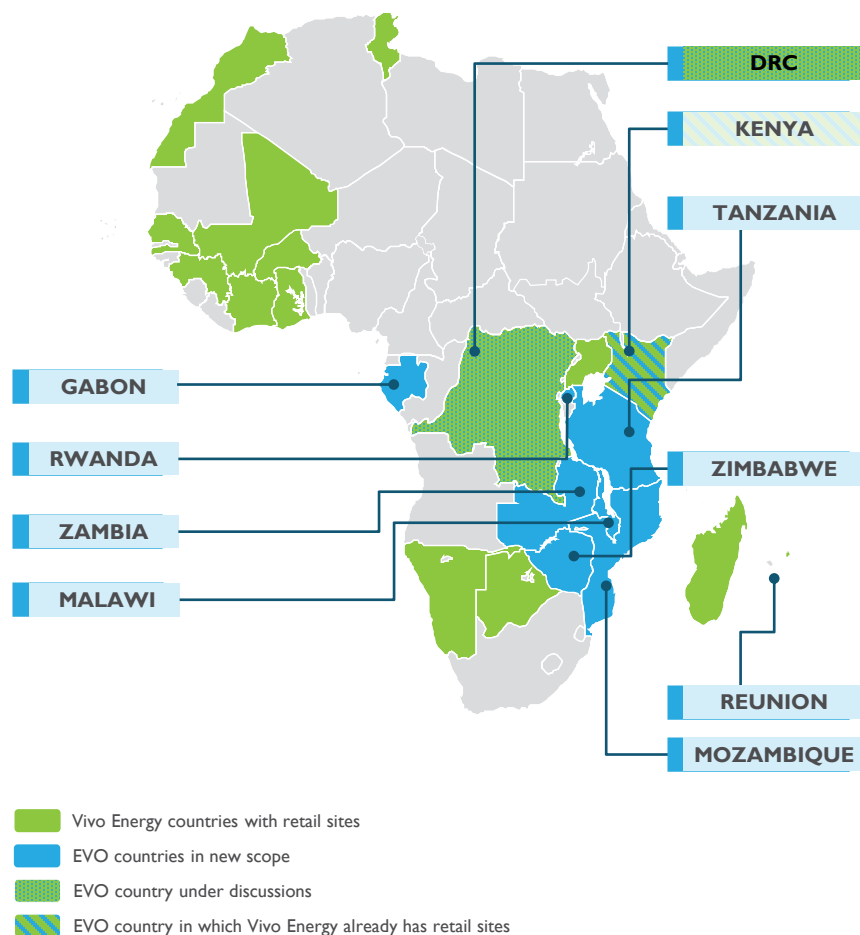 DRC
KENYA
TANZANIA
GABON
RWANDA
ZIMBABWE
ZAMBIA
MALAWI
REUNION
MOZAMBIQUE
Vivo Energy countries with retail sites
EVO countries in new scope
EVO country under discussions
EVO country in which Vivo Energy already has retail sites